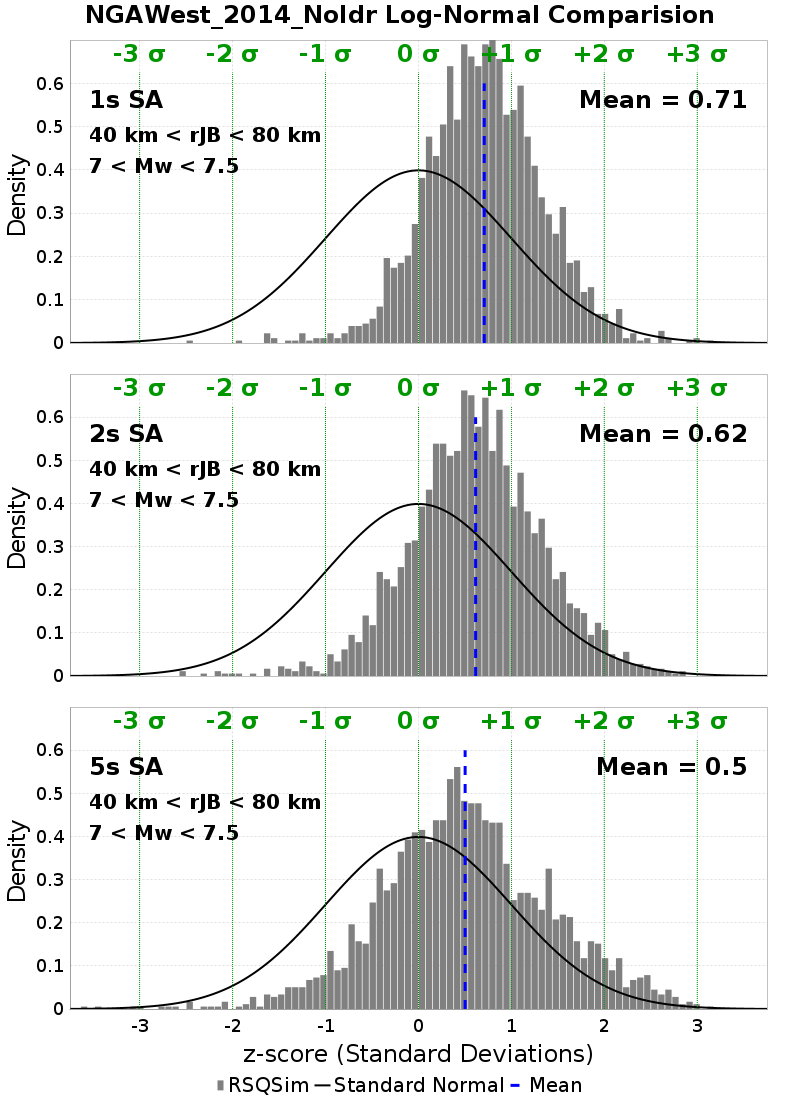 NGAWest_2014_NoIdr Log-Normal Comparision
-3 σ -2 σ -1 σ 0 σ +1 σ +2 σ +3 σ
1s SA Mean = 0.71
40 km < rJB < 80 km
7 < Mw < 7.5
0.6
0.5
0.4
0.3
0.2
0.1
0
Density
-3 σ -2 σ -1 σ 0 σ +1 σ +2 σ +3 σ
2s SA Mean = 0.62
40 km < rJB < 80 km
7 < Mw < 7.5
0.6
0.5
0.4
0.3
0.2
0.1
0
Density
-3 σ -2 σ -1 σ 0 σ +1 σ +2 σ +3 σ
5s SA Mean = 0.5
40 km < rJB < 80 km
7 < Mw < 7.5
0.6
0.5
0.4
0.3
0.2
0.1
0
Density
-3 -2 -1 0 1 2 3
z-score (Standard Deviations)
RSQSim Standard Normal Mean